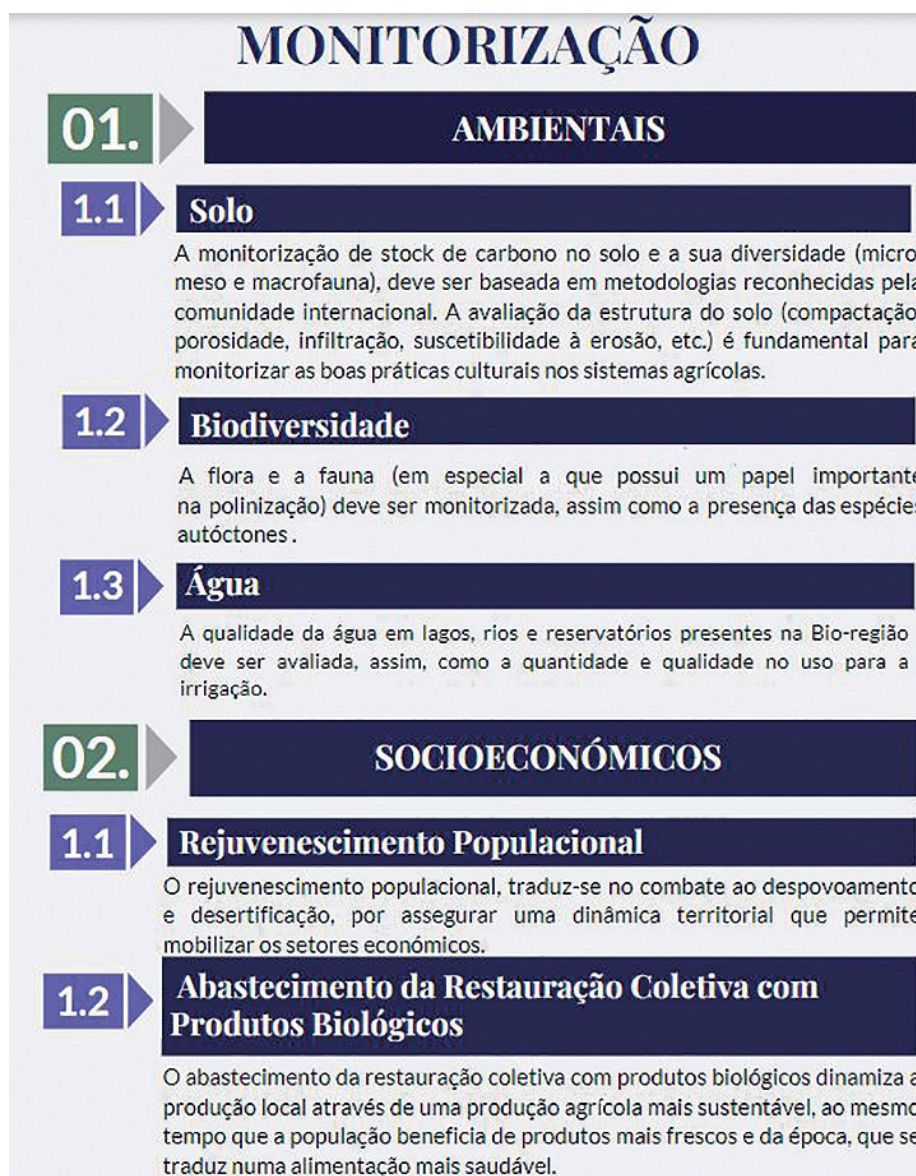 MONITORIZAÇÃO
01.
AMBIENTAIS
1.1
Solo
A monitorização de stock de carbono no solo e a sua diversidade (micro
meso e macrofauna), deve ser baseada em metodologias reconhecidas pela
comunidade internacional. A avaliação da estrutura do solo (compactação
porosidade, infiltração, suscetibilidade à erosão, etc.) é fundamental para
monitorizar as boas práticas culturais nos sistemas agrícolas.
1.2
Biodiversidade
A flora e a fauna (em especial a que possui um papel importante
na polinização) deve ser monitorizada, assim como a presença das espécies
autóctones .
1.3
Água
A qualidade da água em lagos, rios e reservatórios presentes na Bio-região
deve ser avaliada, assim, como a quantidade e qualidade no uso para a
irrigação.
02.
SOCIOECONÓMICOS
1.1
Rejuvenescimento Populacional
O rejuvenescimento populacional, traduz-se no combate ao despovoamento
e desertificação, por assegurar uma dinâmica territorial que permite
mobilizar os setores económicos.
1.2
Abastecimento da Restauração Coletiva com
Produtos Biológicos
O abastecimento da restauração coletiva com produtos biológicos dinamiza a
produção local através de uma produção agrícola mais sustentável, ao mesmo
tempo que a população beneficia de produtos mais frescos e da época, que se
traduz numa alimentação mais saudável.